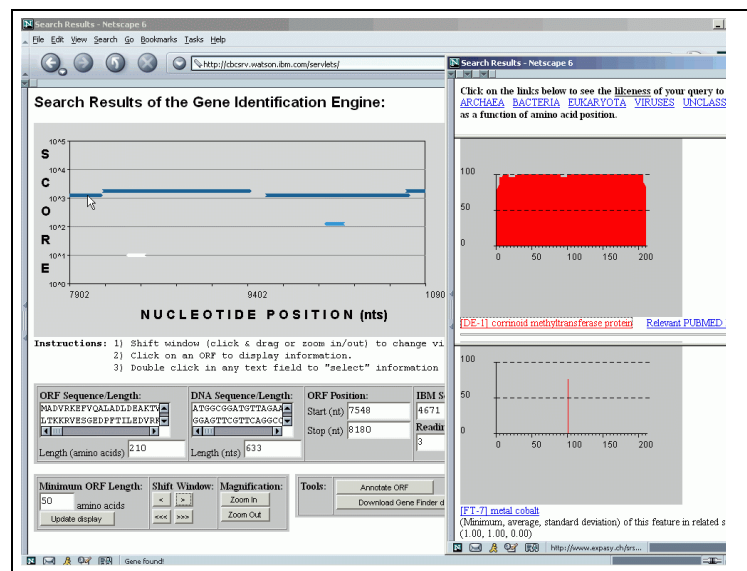 Search Results - Netscape 6
File Edit View Search Go Bookmarks Tasks Help
http://cbcsrv.watson.ibm.com/servlets/
Search Results of the Gene Identification Engine:
SCORE
10^5
10^4
10^3
10^2
10^1
10^0
7902 9402 1090
NUCLEOTIDE POSITION (nts)
Instructions: 1) Shift window (click & drag or zoom in/out) to change vi
2) Click on an ORF to display information.
3) Double click in any text field to "select" information
ORF Sequence/Length: DNA Sequence/Length: ORF Position: IBM S
MADVRKEFVQALADLDEAKTV ATGGCGGATGTTAGAA Start (nt) 7548 4671
LTKKRVESGEDPFTILEDVRK GGAGTTCGTTCAGGCC Stop (nt) 8180 Readin
Length (amino acids) 210 Length (nts) 633 3
Minimum ORF Length: Shift Window: Magnification: Tools: Annotate ORF
50 amino acids < > Zoom In Download Gene Finder d
Update display <<< >>> Zoom Out
Gene found!
Search Results - Netscape 6
Click on the links below to see the likeness of your query to
ARCHAEA BACTERIA EUKARYOTA VIRUSES UNCLASS
as a function of amino acid position.
100
50
0
0 50 100 150 200
[DE-1] corrinoid methyltransferase protein Relevant PUBMED
100
50
0
0 50 100 150 200
[FT-7] metal cobalt
(Minimum, average, standard deviation) of this feature in related s
(1.00, 1.00, 0.00)
http://www.expasy.ch/srs...